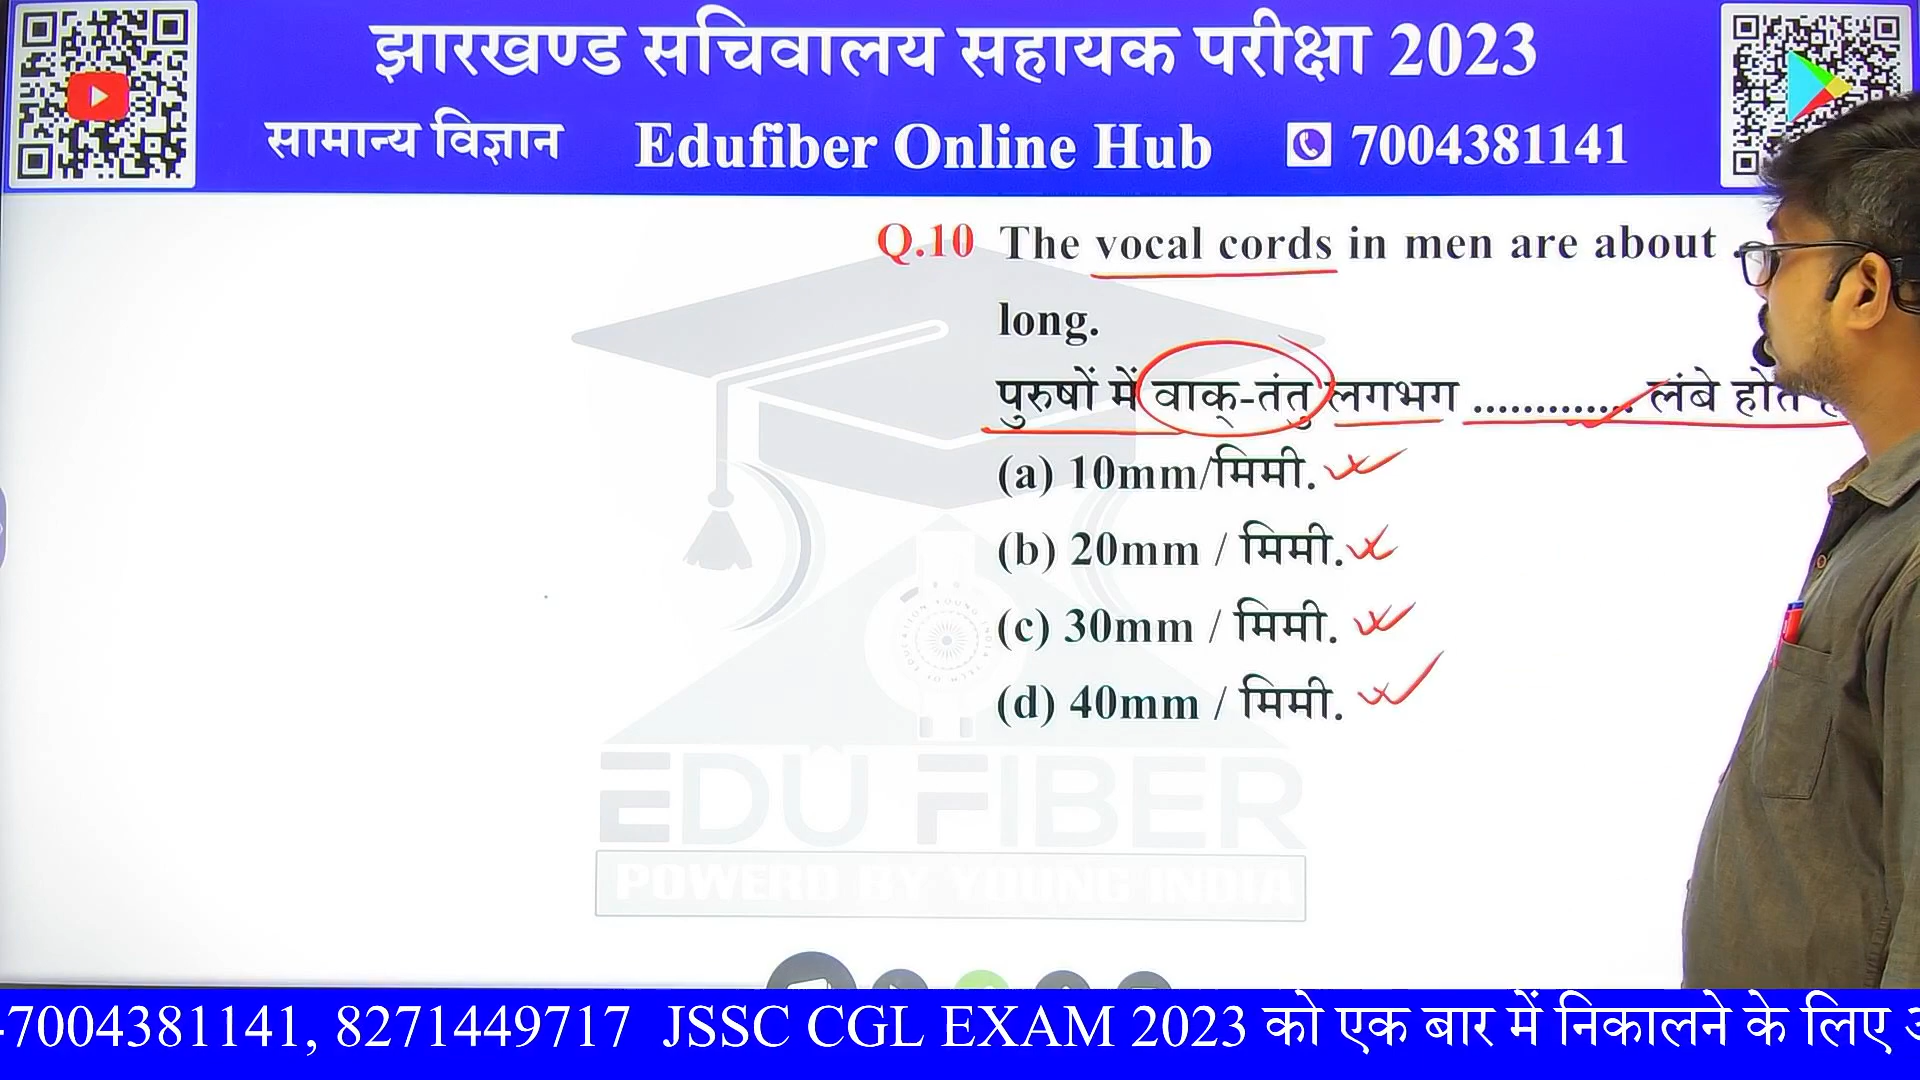 झारखण्ड सचिवालय सहायक परीक्षा 2023
सामान्य विज्ञान Edufiber Online Hub 7004381141
Q.10 The vocal cords in men are about
long.
पुरुषों में वाक्-तंतु लगभग ............. लंबे होते
(a) 10mm/मिमी.
(b) 20mm / मिमी.
(c) 30mm / मिमी.
(d) 40mm / मिमी.
EDU FIBER
POWERD BY YOUNG INDIA
-7004381141, 8271449717 JSSC CGL EXAM 2023 को एक बार में निकालने के लिए